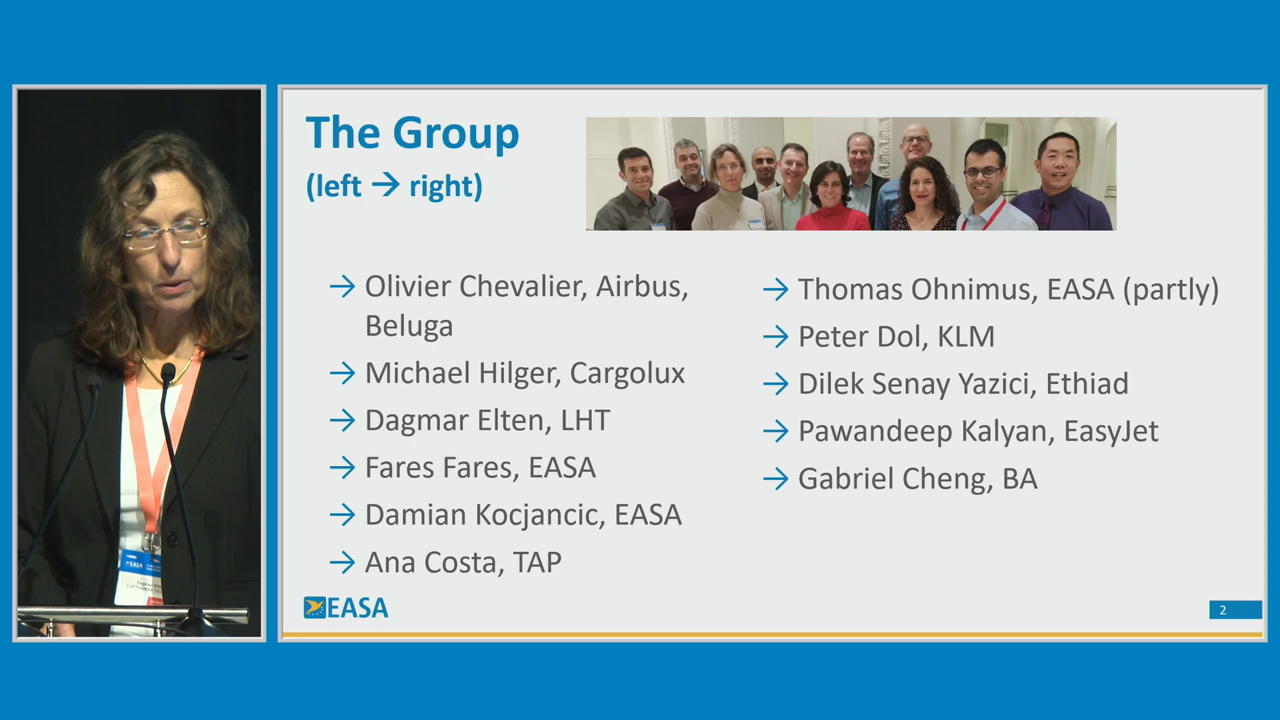 The Group
(left → right)
→ Olivier Chevalier, Airbus,
Beluga
→ Michael Hilger, Cargolux
→ Dagmar Elten, LHT
→ Fares Fares, EASA
→ Damian Kocjancic, EASA
→ Ana Costa, TAP
→ Thomas Ohnimus, EASA (partly)
→ Peter Dol, KLM
→ Dilek Senay Yazici, Ethiad
→ Pawandeep Kalyan, EasyJet
→ Gabriel Cheng, BA
EASA
2
EASA